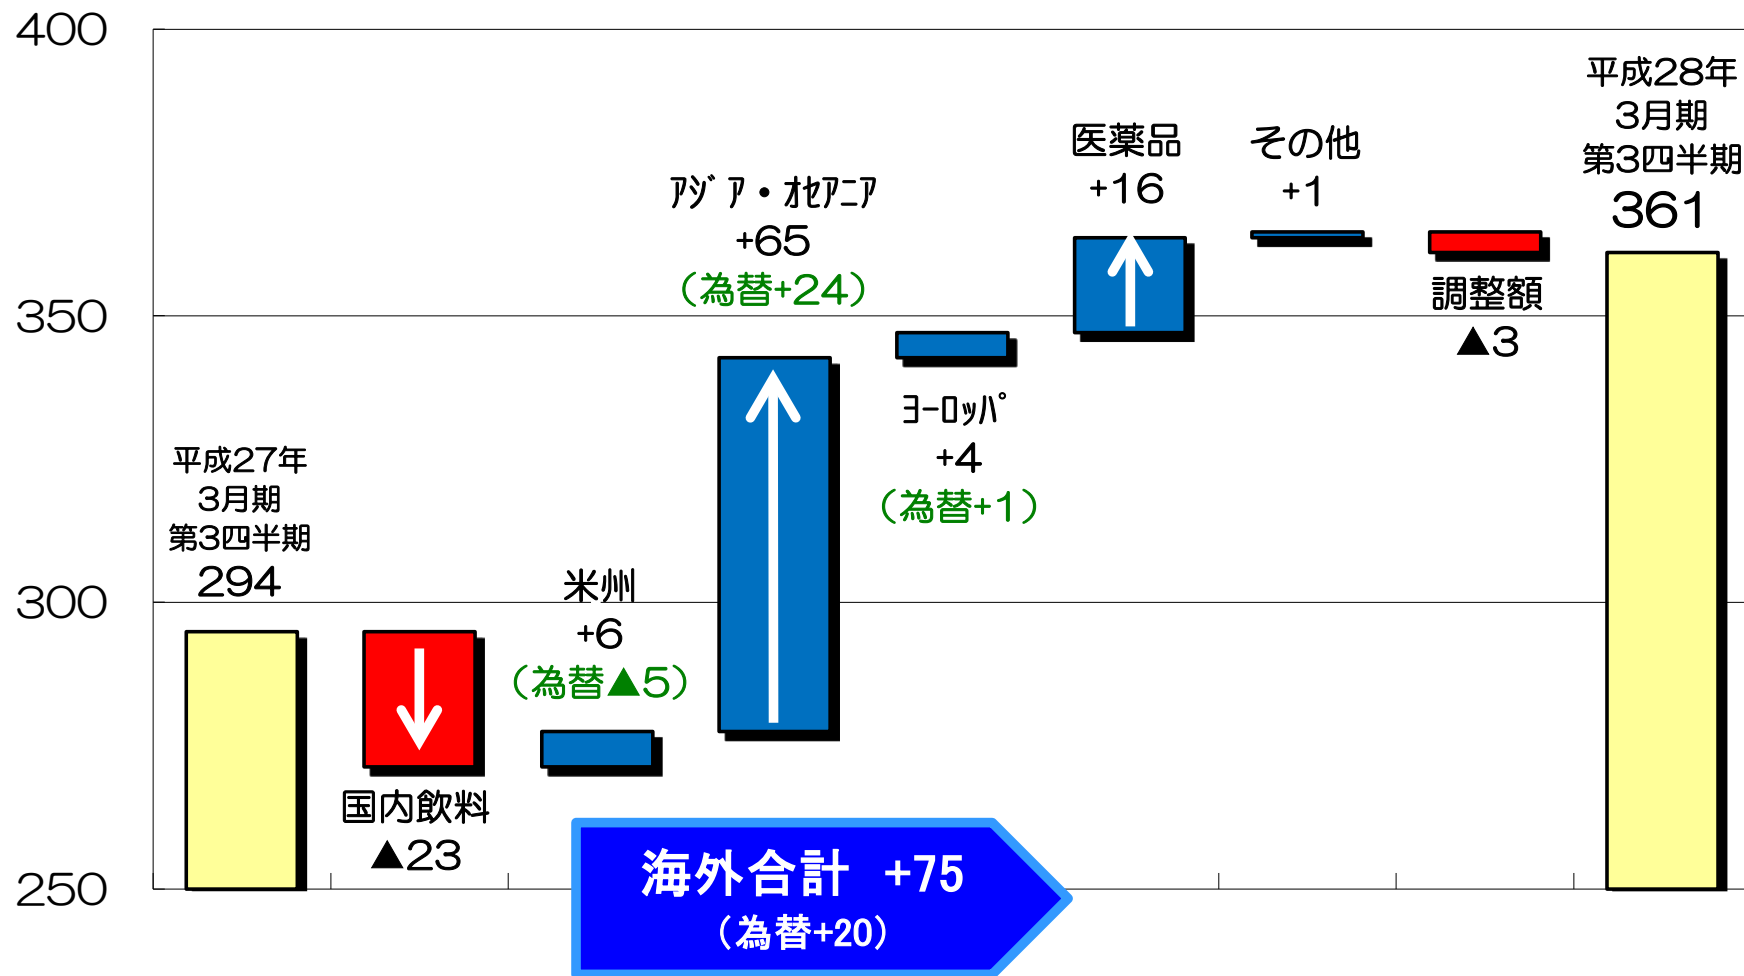 400
350
300
250
平成27年
3月期
第3四半期
294
国内飲料
▲23
米州
+6
（為替▲5）
ｱｼﾞｱ・ｵｾｱﾆｱ
+65
（為替+24）
ﾖｰﾛｯﾊﾟ
+4
（為替+1）
医薬品
+16
その他
+1
調整額
▲3
平成28年
3月期
第3四半期
361
海外合計 +75
（為替+20）